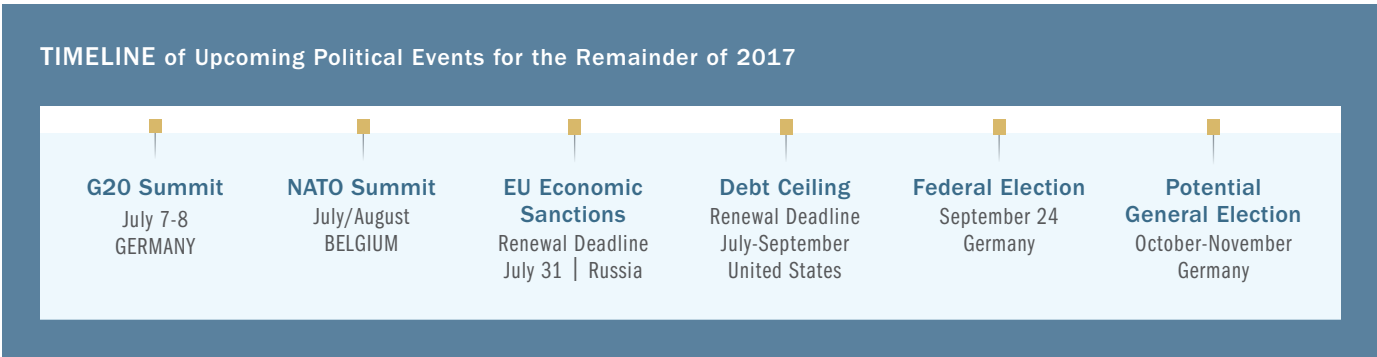 TIMELINE of Upcoming Political Events for the Remainder of 2017
G20 Summit
July 7-8
GERMANY
NATO Summit
July/August
BELGIUM
EU Economic
Sanctions
Renewal Deadline
July 31 | Russia
Debt Ceiling
Renewal Deadline
July-September
United States
Federal Election
September 24
Germany
Potential
General Election
October-November
Germany